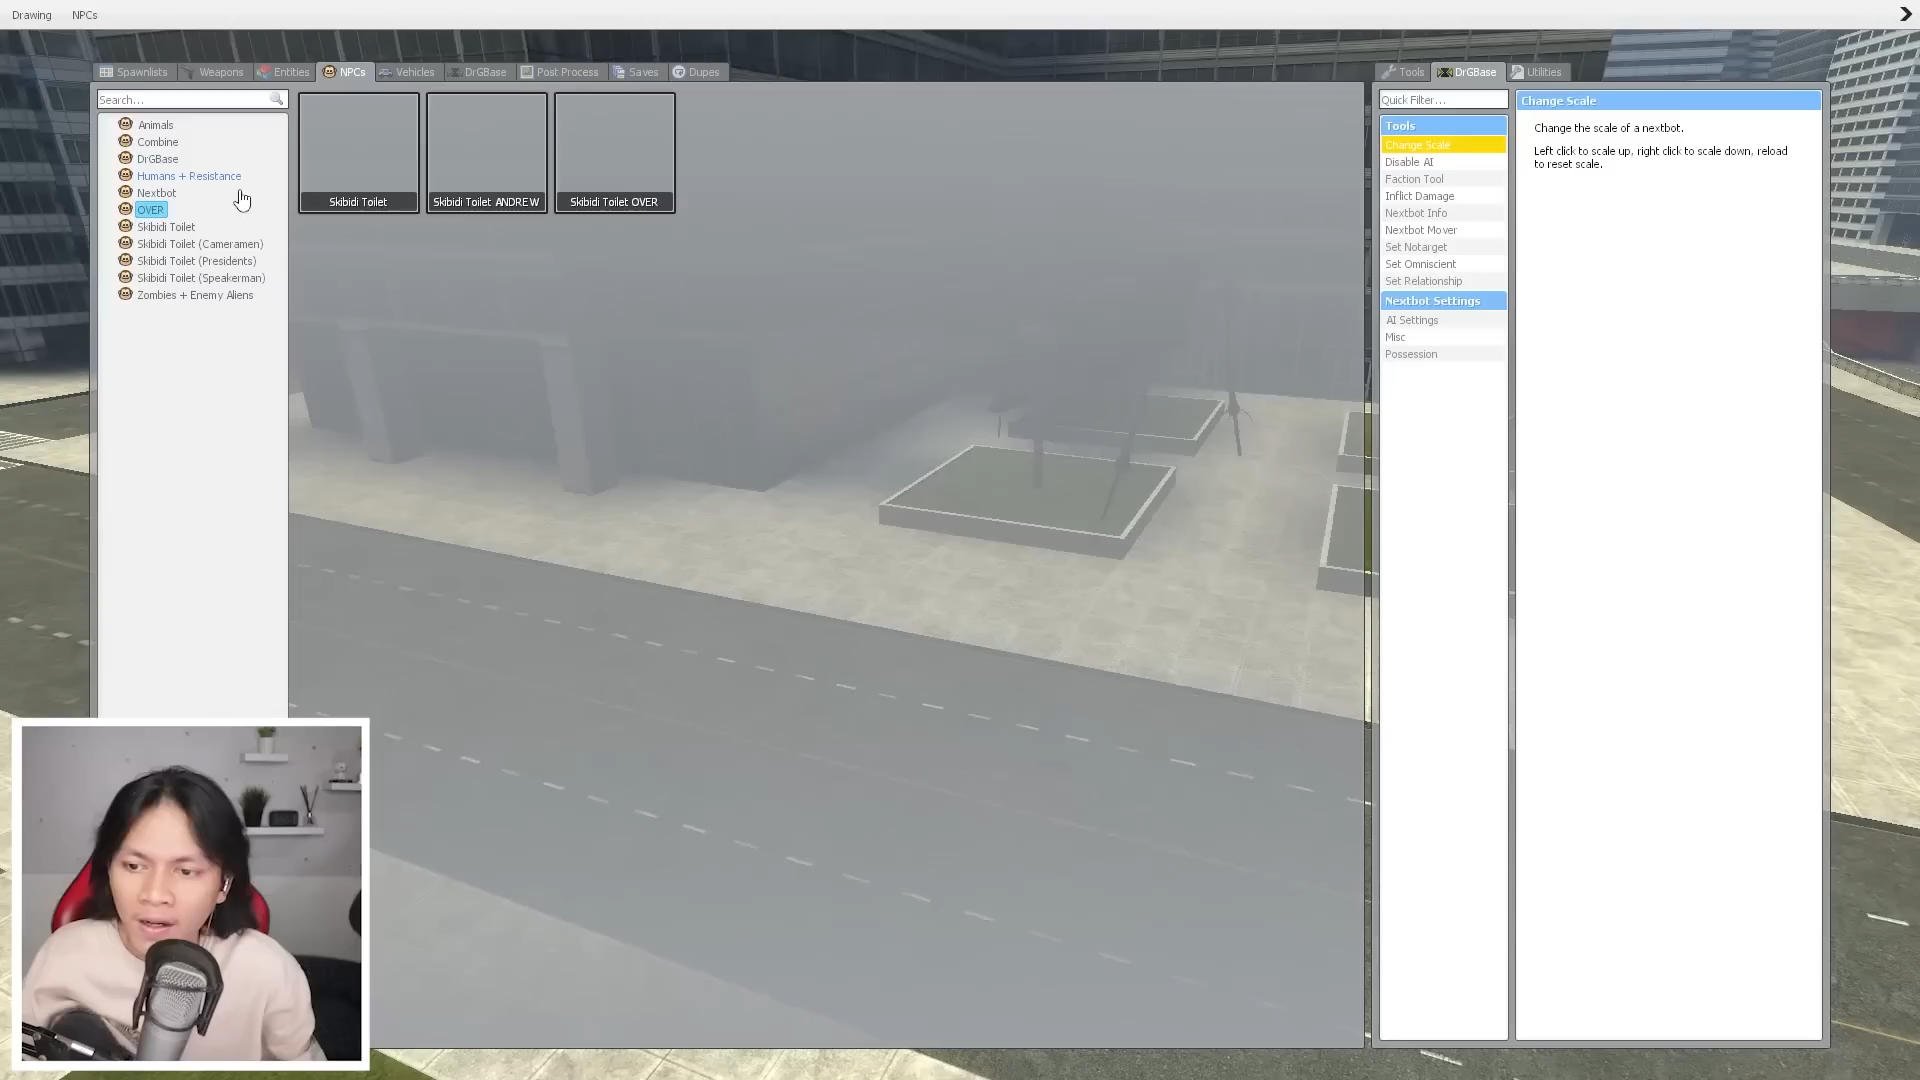 Drawing NPCs
Spawnlists Weapons Entities NPCs Vehicles DrGBase Post Process Saves Dupes
Tools DrGBase Utilities
Search...
Animals
Combine
DrGBase
Humans + Resistance
Nextbot
OVER
Skibidi Toilet
Skibidi Toilet (Cameramen)
Skibidi Toilet (Presidents)
Skibidi Toilet (Speakerman)
Zombies + Enemy Aliens
Skibidi Toilet
Skibidi Toilet ANDREW
Skibidi Toilet OVER
Quick Filter...
Tools
Change Scale
Disable AI
Faction Tool
Inflict Damage
Nextbot Info
Nextbot Mover
Set Notarget
Set Omniscient
Set Relationship
Nextbot Settings
AI Settings
Misc
Possession
Change Scale
Change the scale of a nextbot.
Left click to scale up, right click to scale down, reload
to reset scale.